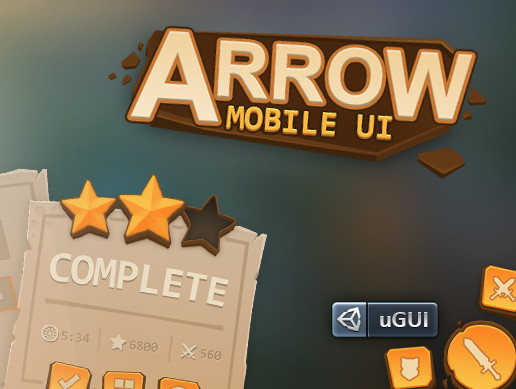 ARROW
MOBILE UI
COMPLETE
5:34 6800 560
uGUI